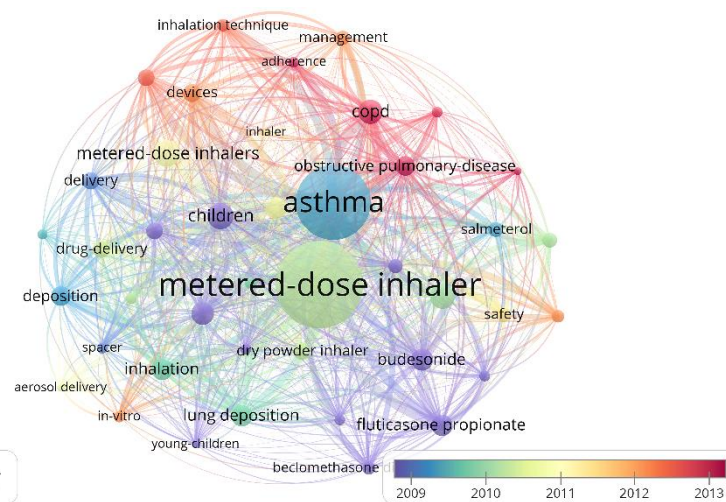 inhalation technique
management
adherence
devices
copd
inhaler
metered-dose inhalers
obstructive pulmonary-disease
delivery
asthma
children
salmeterol
drug-delivery
metered-dose inhaler
deposition
safety
spacer
dry powder inhaler
budesonide
inhalation
aerosol delivery
in-vitro
lung deposition
fluticasone propionate
young-children
beclomethasone
2009 2010 2011 2012 2013